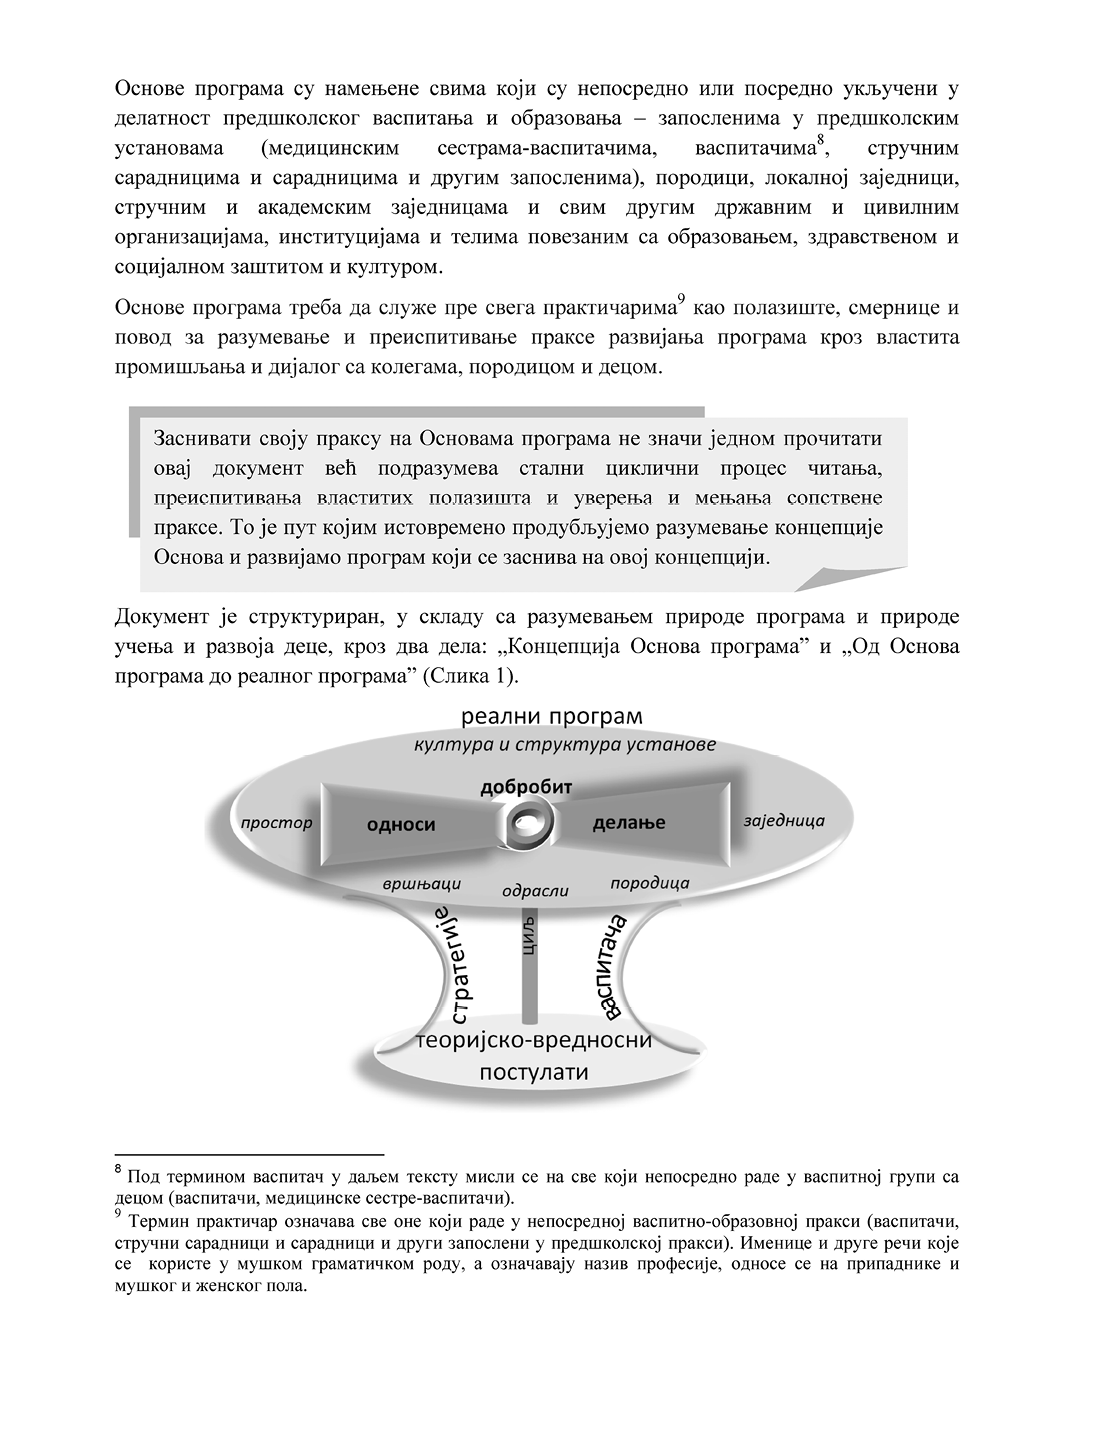 Основе програма су намењене свима који су непосредно или посредно укључени у
делатност предшколског васпитања и образовања – запосленима у предшколским
установама (медицинским сестрама-васпитачима, васпитачима8, стручним
сарадницима и сарадницима и другим запосленима), породици, локалној заједници,
стручним и академским заједницама и свим другим државним и цивилним
организацијама, институцијама и телима повезаним са образовањем, здравственом и
социјалном заштитом и културом.
Основе програма треба да служе пре свега практичарима9 као полазиште, смернице и
повод за разумевање и преиспитивање праксе развијања програма кроз властита
промишљања и дијалог са колегама, породицом и децом.
Заснивати своју праксу на Основама програма не значи једном прочитати
овај документ већ подразумева стални циклични процес читања,
преиспитивања властитих полазишта и уверења и мењања сопствене
праксе. То је пут којим истовремено продубљујемо разумевање концепције
Основа и развијамо програм који се заснива на овој концепцији.
Документ је структуриран, у складу са разумевањем природе програма и природе
учења и развоја деце, кроз два дела: „Концепција Основа програма” и „Од Основа
програма до реалног програма” (Слика 1).
реални програм
култура и структура установе
добробит
простор
односи
делање
заједница
вршњаци
одрасли
породица
стратегије
циљ
васпитача
теоријско-вредносни
постулати
8 Под термином васпитач у даљем тексту мисли се на све који непосредно раде у васпитној групи са
децом (васпитачи, медицинске сестре-васпитачи).
9 Термин практичар означава све оне који раде у непосредној васпитно-образовној пракси (васпитачи,
стручни сарадници и сарадници и други запослени у предшколској пракси). Именице и друге речи које
се користе у мушком граматичком роду, а означавају назив професије, односе се на припаднике и
мушког и женског пола.